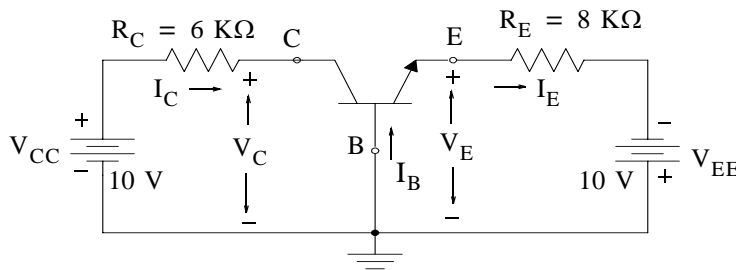 R_C = 6 KΩ
C
E
R_E = 8 KΩ
I_C
+
+
I_E
+
-
V_CC
V_C
B
V_E
V_EE
-
10 V
I_B
10 V
+
-
-